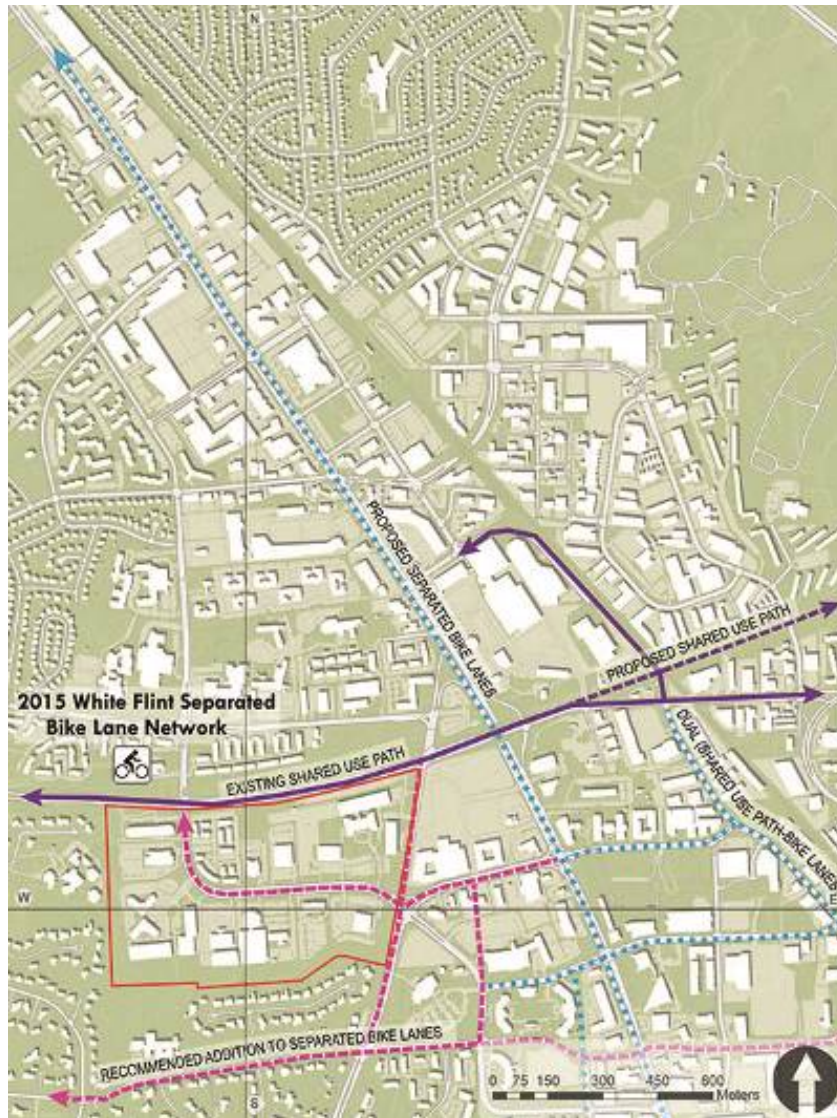 N
PROPOSED SEPARATED BIKE LANES
PROPOSED SHARED USE PATH
2015 White Flint Separated
Bike Lane Network
EXISTING SHARED USE PATH
DUAL (SHARED USE PATH-BIKE LANES
W
E
RECOMMENDED ADDITION TO SEPARATED BIKE LANES
0 75 150 300 450 600
Meters
S